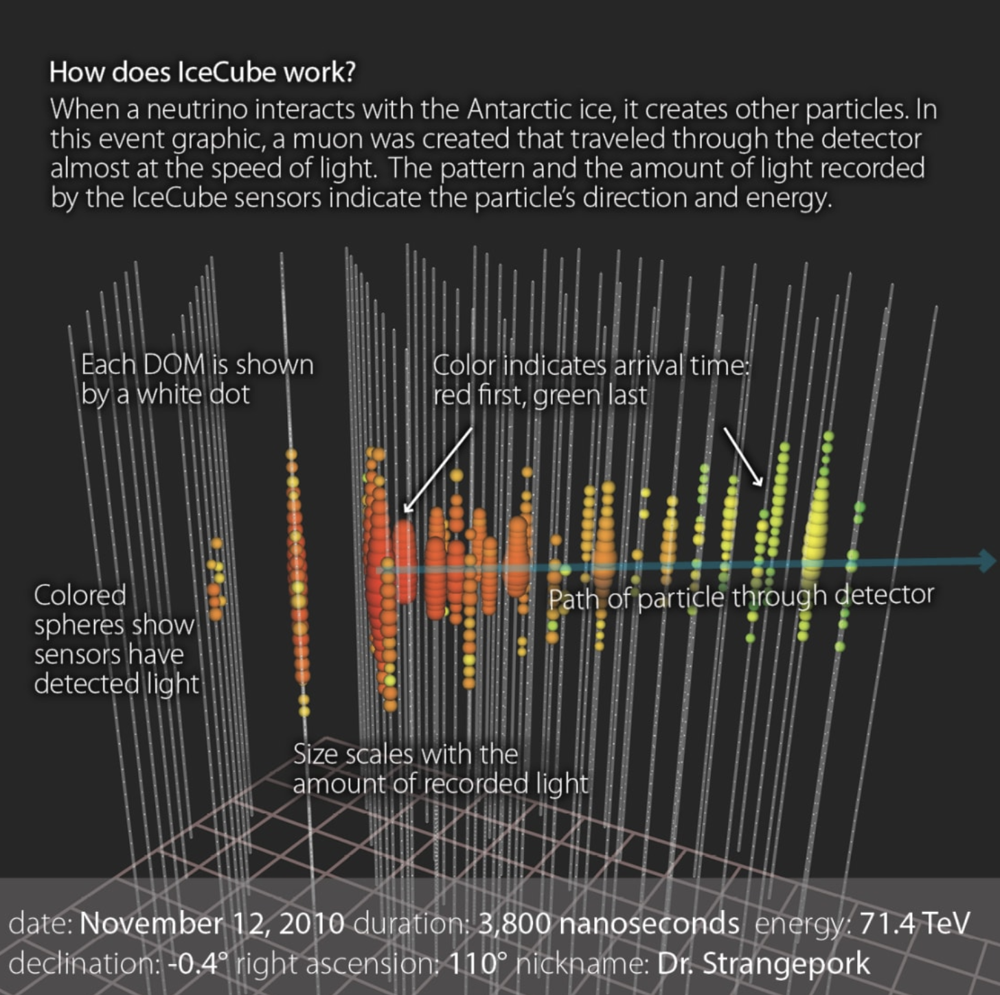 How does IceCube work?
When a neutrino interacts with the Antarctic ice, it creates other particles. In
this event graphic, a muon was created that traveled through the detector
almost at the speed of light. The pattern and the amount of light recorded
by the IceCube sensors indicate the particle's direction and energy.
Each DOM is shown
by a white dot
Color indicates arrival time:
red first, green last
Colored
spheres show
sensors have
detected light
Path of particle through detector
Size scales with the
amount of recorded light
date: November 12, 2010 duration: 3,800 nanoseconds energy: 71.4 TeV
declination: -0.4° right ascension: 110° nickname: Dr. Strangepork